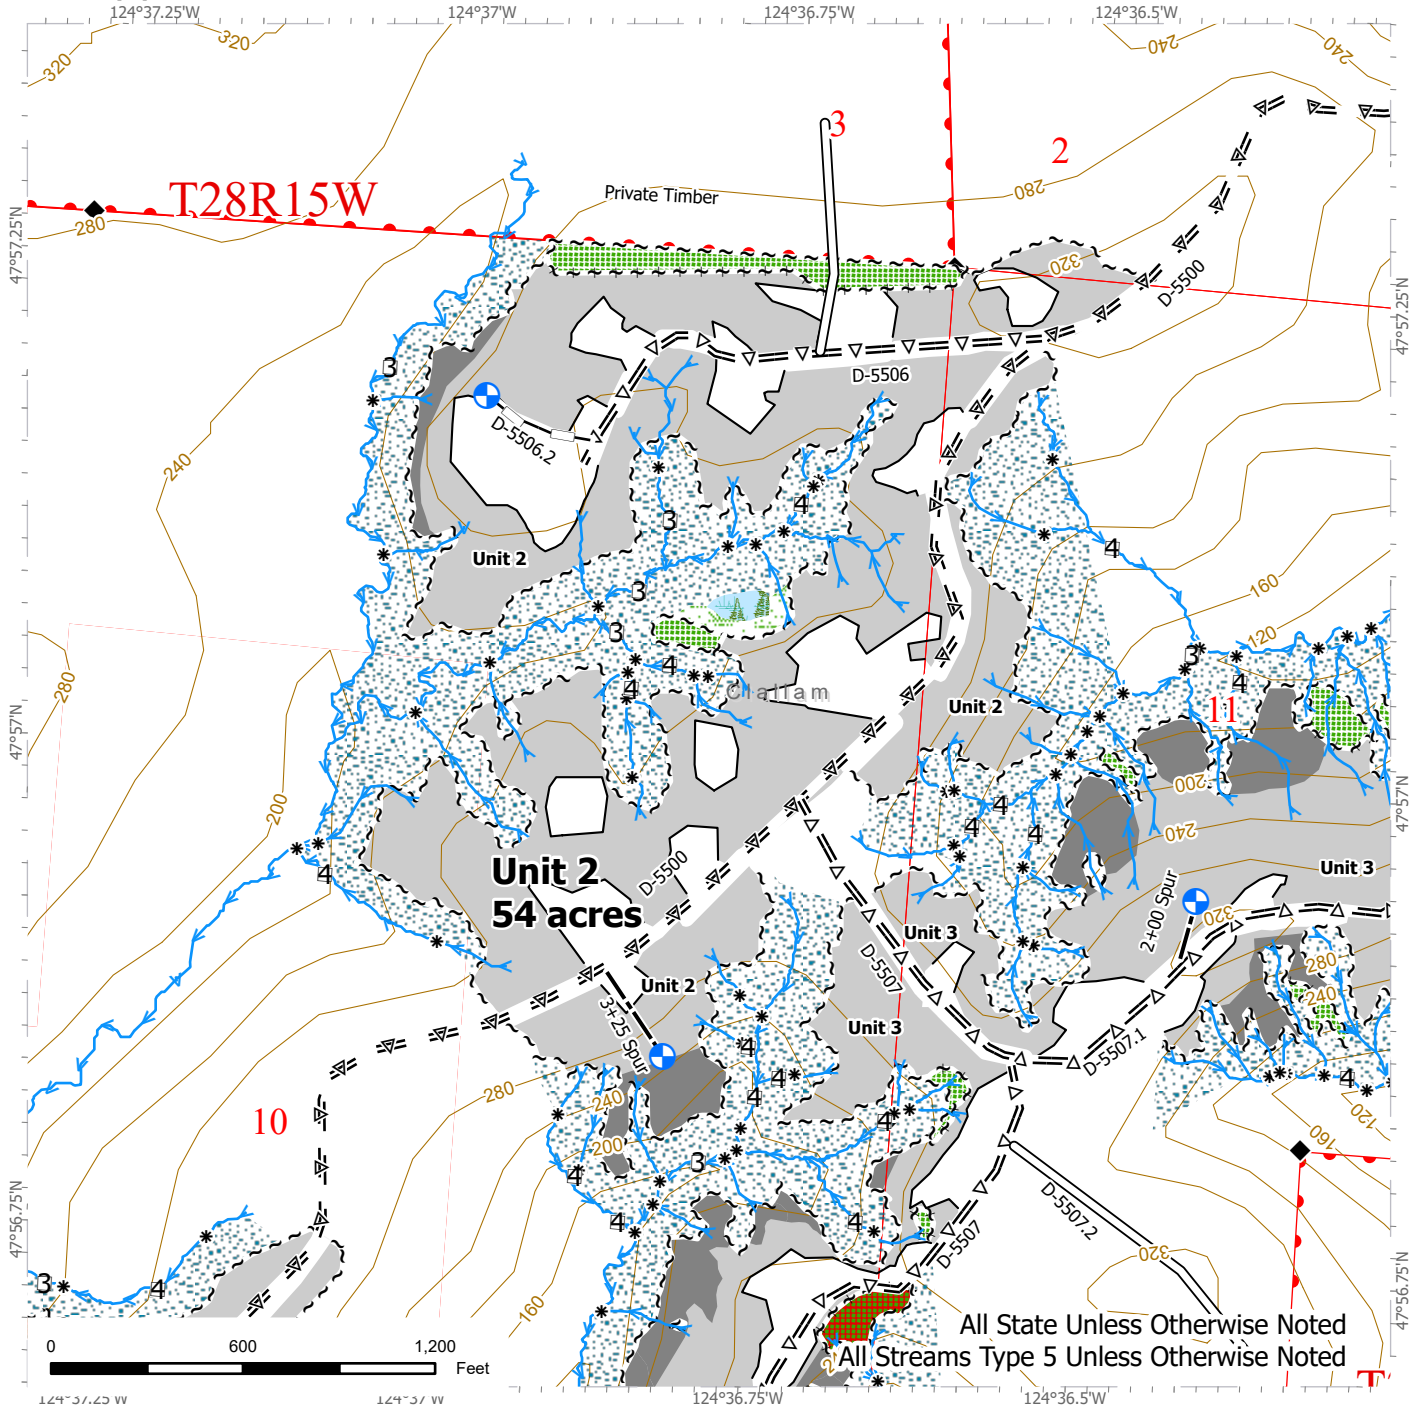 124°37.25'W
124°37'W
124°36.75'W
124°36.5'W
320
320
240
240
3
2
T28R15W
Private Timber
280
280
47°57.25'N
320
D-5500
47°57.25'N
3
D-5506
D-5506.2
240
4
3
Unit 2
4
160
3
3
120
3
4
4
4
280
Clallam
Unit 2
11
47°57'N
200
200
47°57'N
4
4
4
240
Unit 2
54 acres
D-5500
4
Unit 3
2+00 Spur
320
Unit 3
D-5507
280
Unit 2
240
3+25 Spur
Unit 3
4
D-5507.1
280
240
4
4
4
120
10
4
160
200
3
4
47°56.75'N
4
4
D-5507.2
D-5507
320
47°56.75'N
3
4
160
All State Unless Otherwise Noted
0 600 1,200
Feet
All Streams Type 5 Unless Otherwise Noted
124°37.25'W
124°37'W
124°36.75'W
124°36.5'W